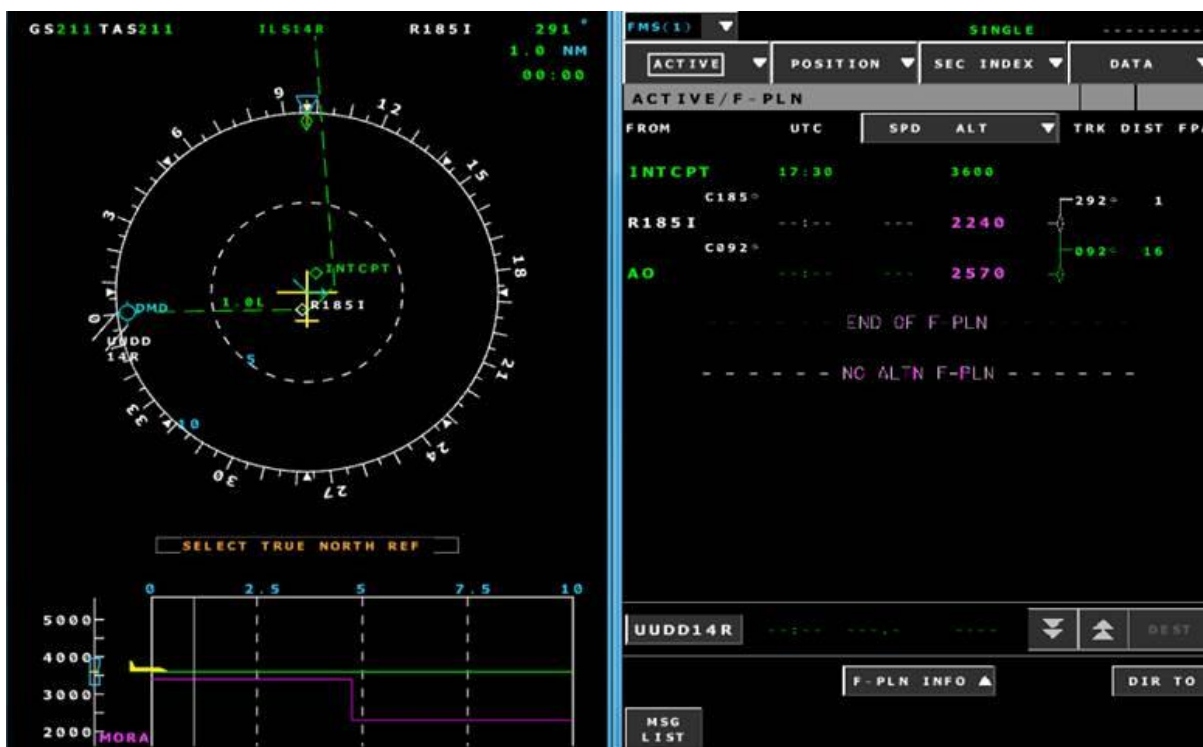 GS211 TAS211 ILS14R R185I 291°
1.0 NM
00:00
9
12
6
15
3
18
0
21
33
24
30
27
INTCPT
DMD
1.0L
R185I
UUDD
14R
5
10
SELECT TRUE NORTH REF
0 2.5 5 7.5 10
5000
4000
3000
2000
MORA
FMS(1) SINGLE ----------
ACTIVE POSITION SEC INDEX DATA
ACTIVE/F-PLN
FROM UTC SPD ALT TRK DIST FPA
INTCPT 17:30 3600
C185° 292° 1
R185I --:-- --- 2240
C092° 092° 16
AO --:-- --- 2570
END OF F-PLN
- - - - - - NO ALTN F-PLN - - - - - -
UUDD14R --:-- ---.- ---- DEST
F-PLN INFO DIR TO
MSG
LIST